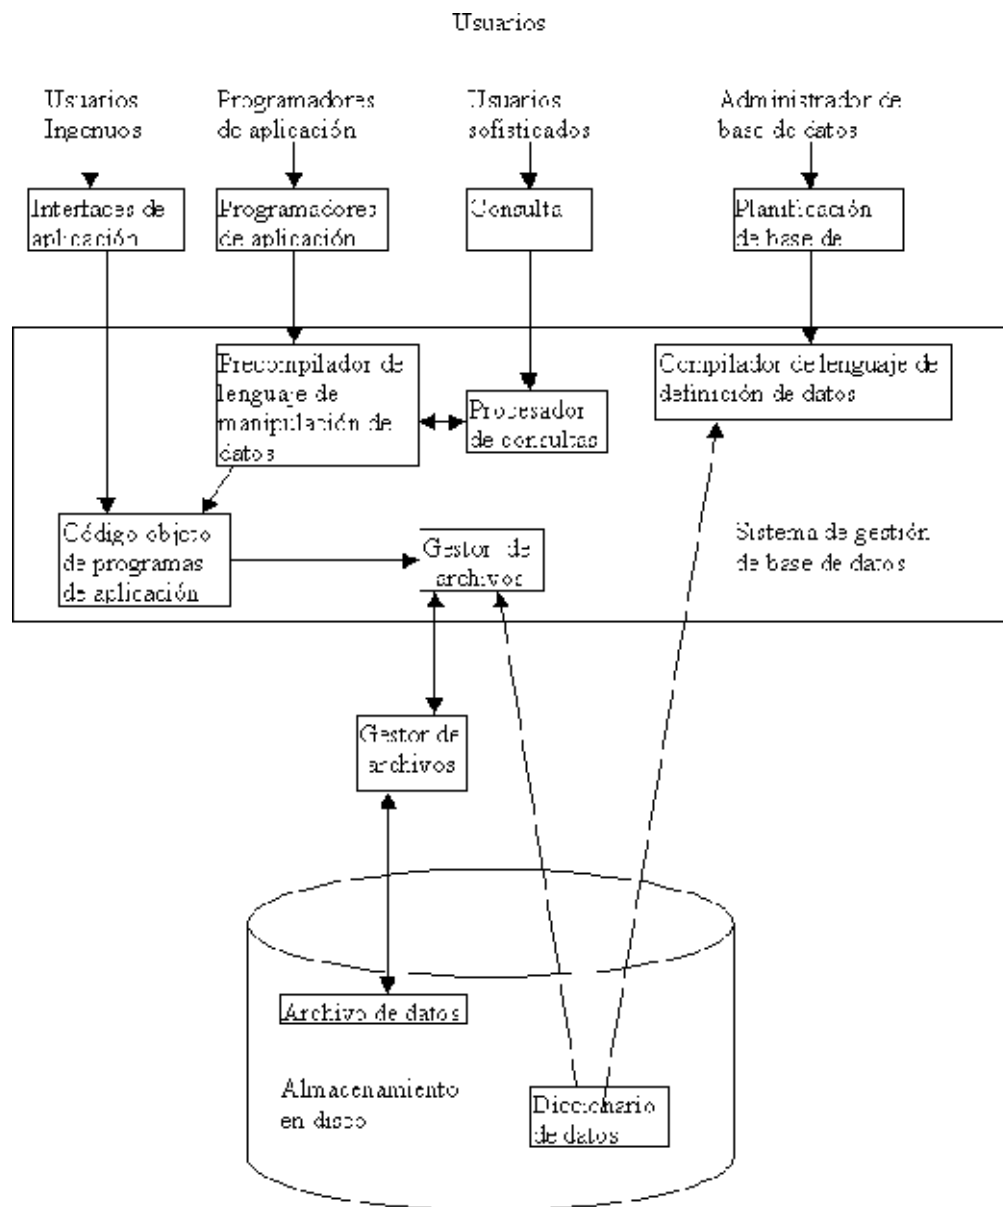 Usuarios
Usuarios
Ingenuos
Programadores
de aplicación
Usuarios
sofisticados
Administrador de
base de datos
Interfaces de
aplicación
Programadores
de aplicación
Consulta
Planificación
de base de
Precompilador de
lenguaje de
manipulación de
datos
Procesador
de consultas
Compilador de lenguaje de
definición de datos
Código objeto
de programas
de aplicación
Gestor de
archivos
Sistema de gestión
de base de datos
Gestor de
archivos
Archivo de datos
Almacenamiento
en disco
Diccionario
de datos